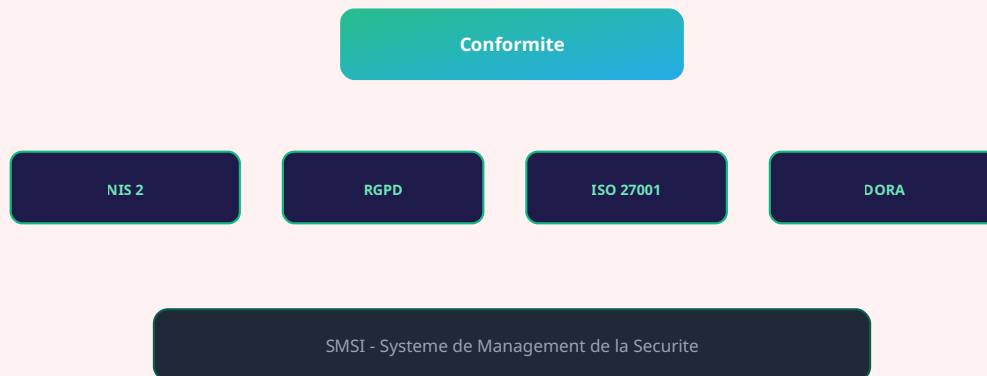 Conformite
NIS 2
RGPD
ISO 27001
DORA
SMSI - Systeme de Management de la Securite